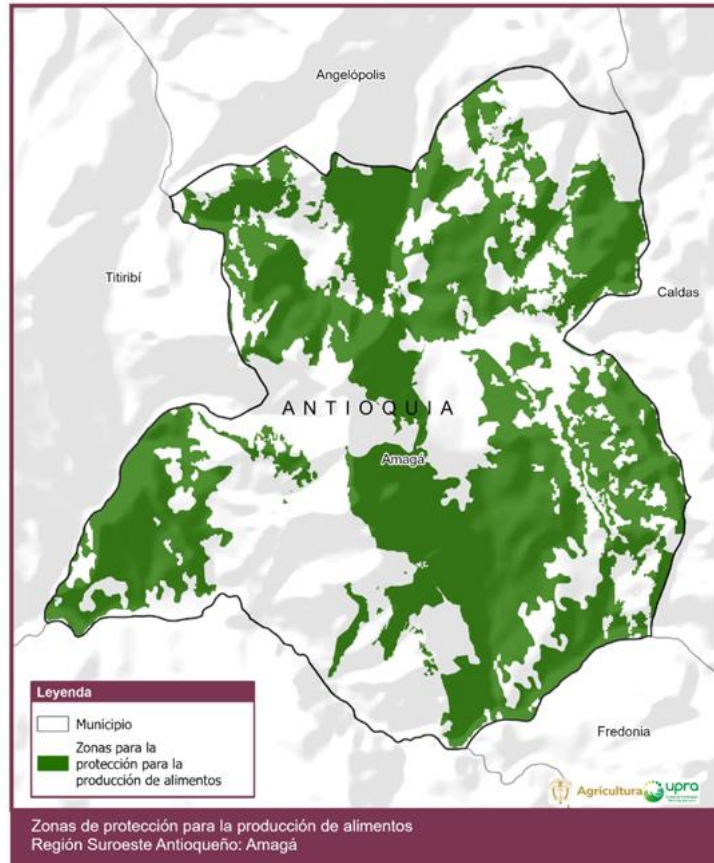 Angelópolis
Titiribí
Caldas
ANTIOQUIA
Amagá
Fredonia
Leyenda
Municipio
Zonas para la
protección para la
producción de alimentos
Agricultura
upra
Zonas de protección para la producción de alimentos
Región Suroeste Antioqueño: Amagá